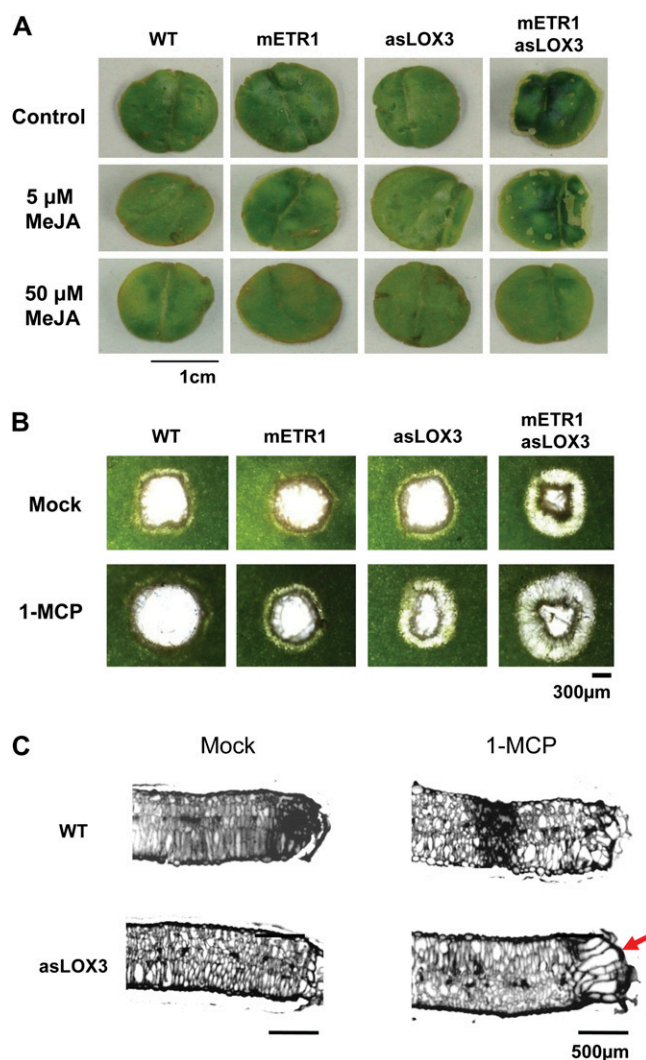 A
WT mETR1 asLOX3 mETR1
asLOX3
Control
5 µM
MeJA
50 µM
MeJA
1cm
B
WT mETR1 asLOX3 mETR1
asLOX3
Mock
1-MCP
300µm
C
Mock 1-MCP
WT
asLOX3
500µm